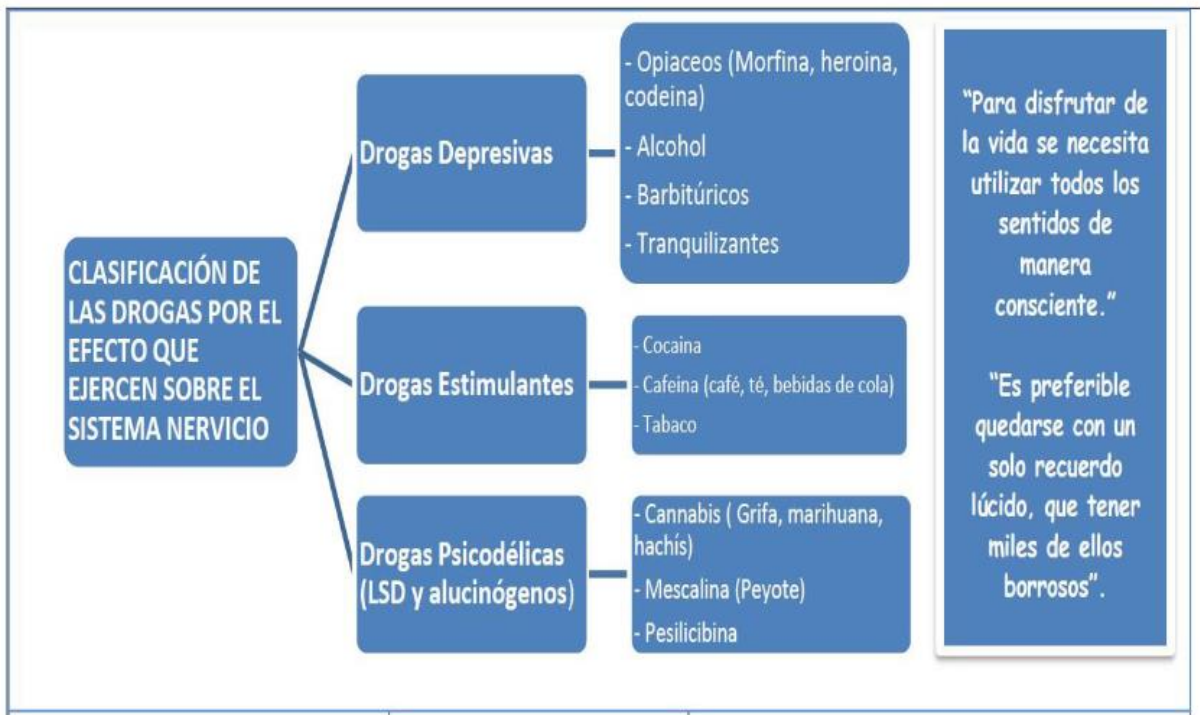 CLASIFICACIÓN DE
LAS DROGAS POR EL
EFECTO QUE
EJERCEN SOBRE EL
SISTEMA NERVICIO
Drogas Depresivas
- Opiaceos (Morfina, heroina,
codeina)
- Alcohol
- Barbitúricos
- Tranquilizantes
Drogas Estimulantes
- Cocaina
- Cafeina (café, té, bebidas de cola)
- Tabaco
Drogas Psicodélicas
(LSD y alucinógenos)
- Cannabis ( Grifa, marihuana,
hachís)
- Mescalina (Peyote)
- Pesilicibina
“Para disfrutar de
la vida se necesita
utilizar todos los
sentidos de
manera
consciente.”
“Es preferible
quedarse con un
solo recuerdo
lúcido, que tener
miles de ellos
borrosos”.